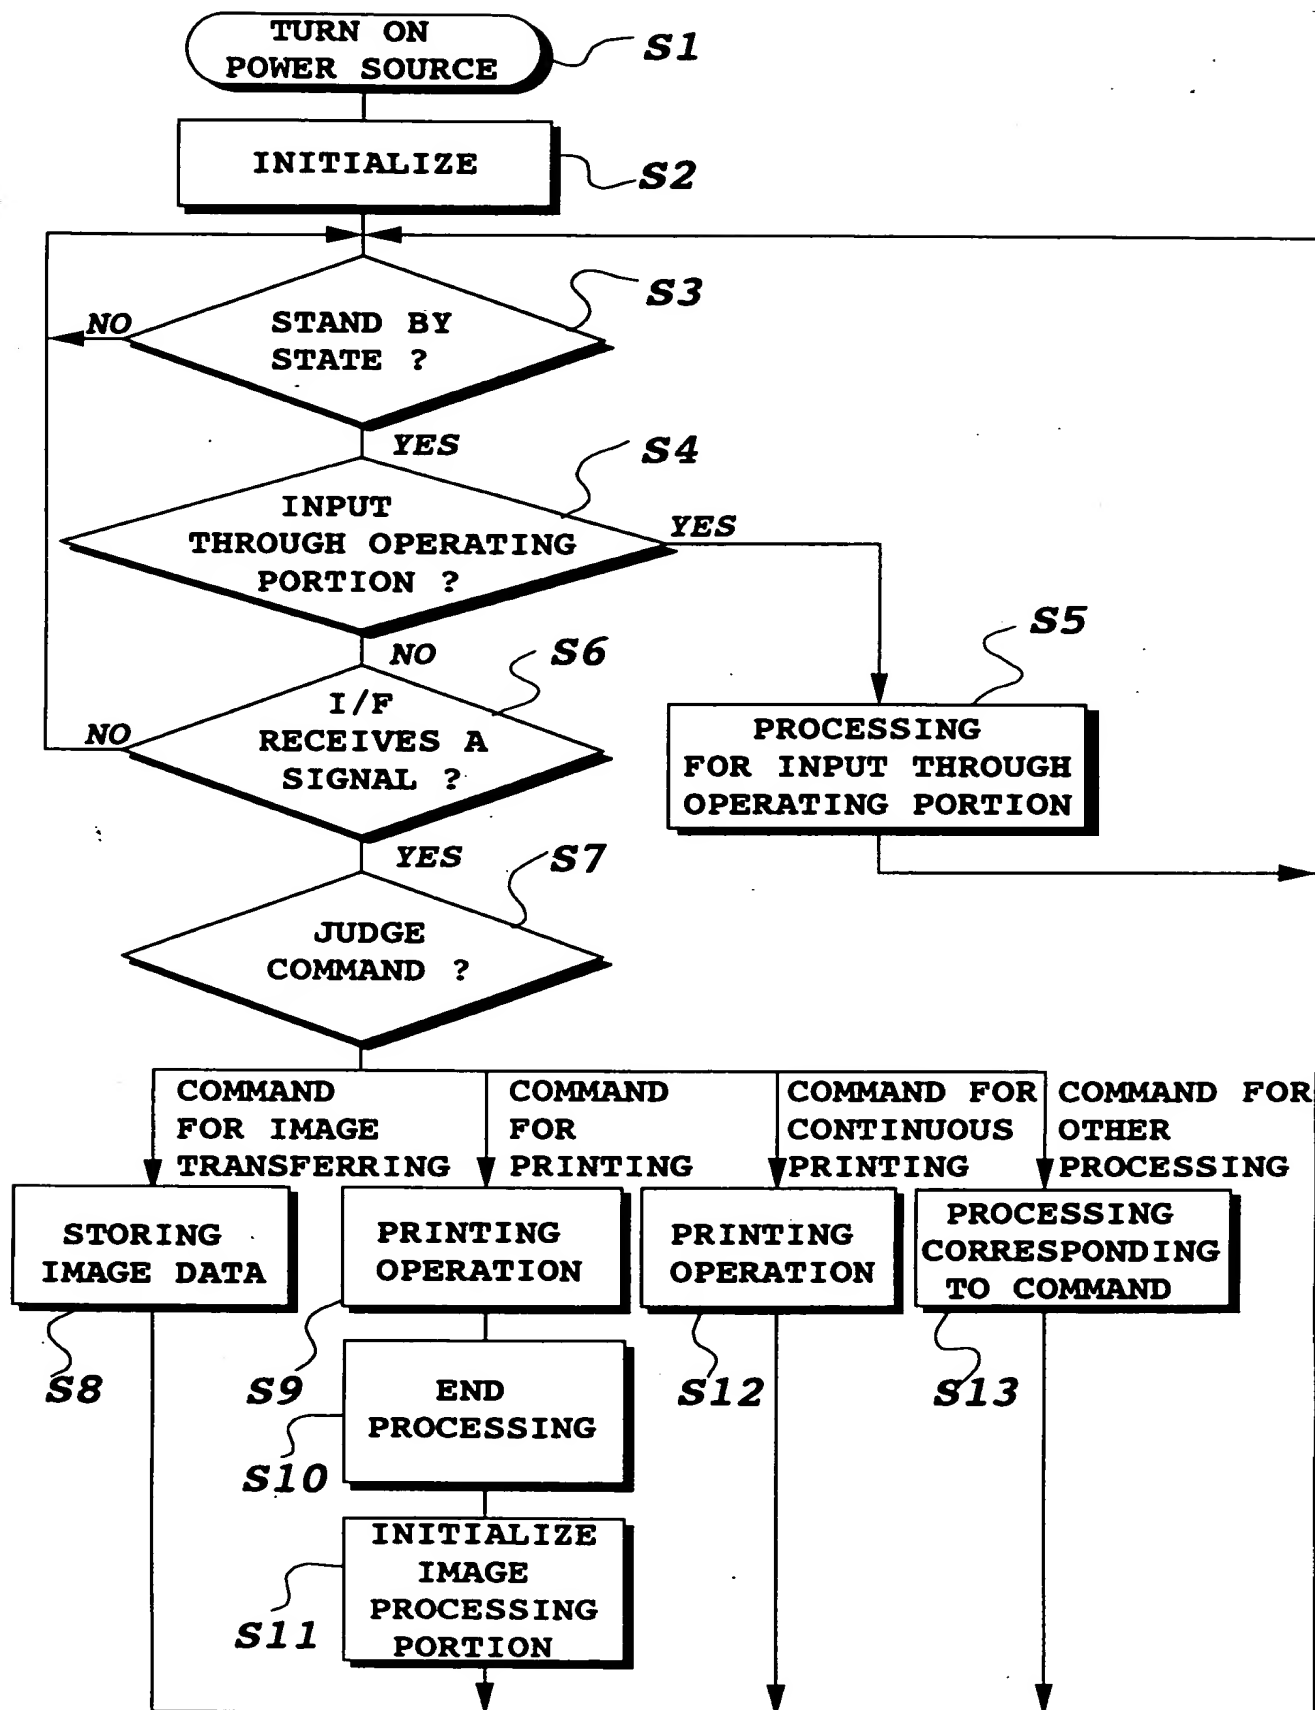 TURN ON
POWER SOURCE
S1
INITIALIZE
S2
S3
NO
STAND BY
STATE ?
YES
S4
INPUT
THROUGH OPERATING
PORTION ?
YES
S5
NO
S6
I/F
RECEIVES A
SIGNAL ?
NO
PROCESSING
FOR INPUT THROUGH
OPERATING PORTION
YES
S7
JUDGE
COMMAND ?
COMMAND
FOR IMAGE
TRANSFERRING
COMMAND
FOR
PRINTING
COMMAND FOR
CONTINUOUS
PRINTING
COMMAND FOR
OTHER
PROCESSING
STORING
IMAGE DATA
PRINTING
OPERATION
PRINTING
OPERATION
PROCESSING
CORRESPONDING
TO COMMAND
S8
S9
S12
S13
END
PROCESSING
S10
INITIALIZE
IMAGE
PROCESSING
PORTION
S11